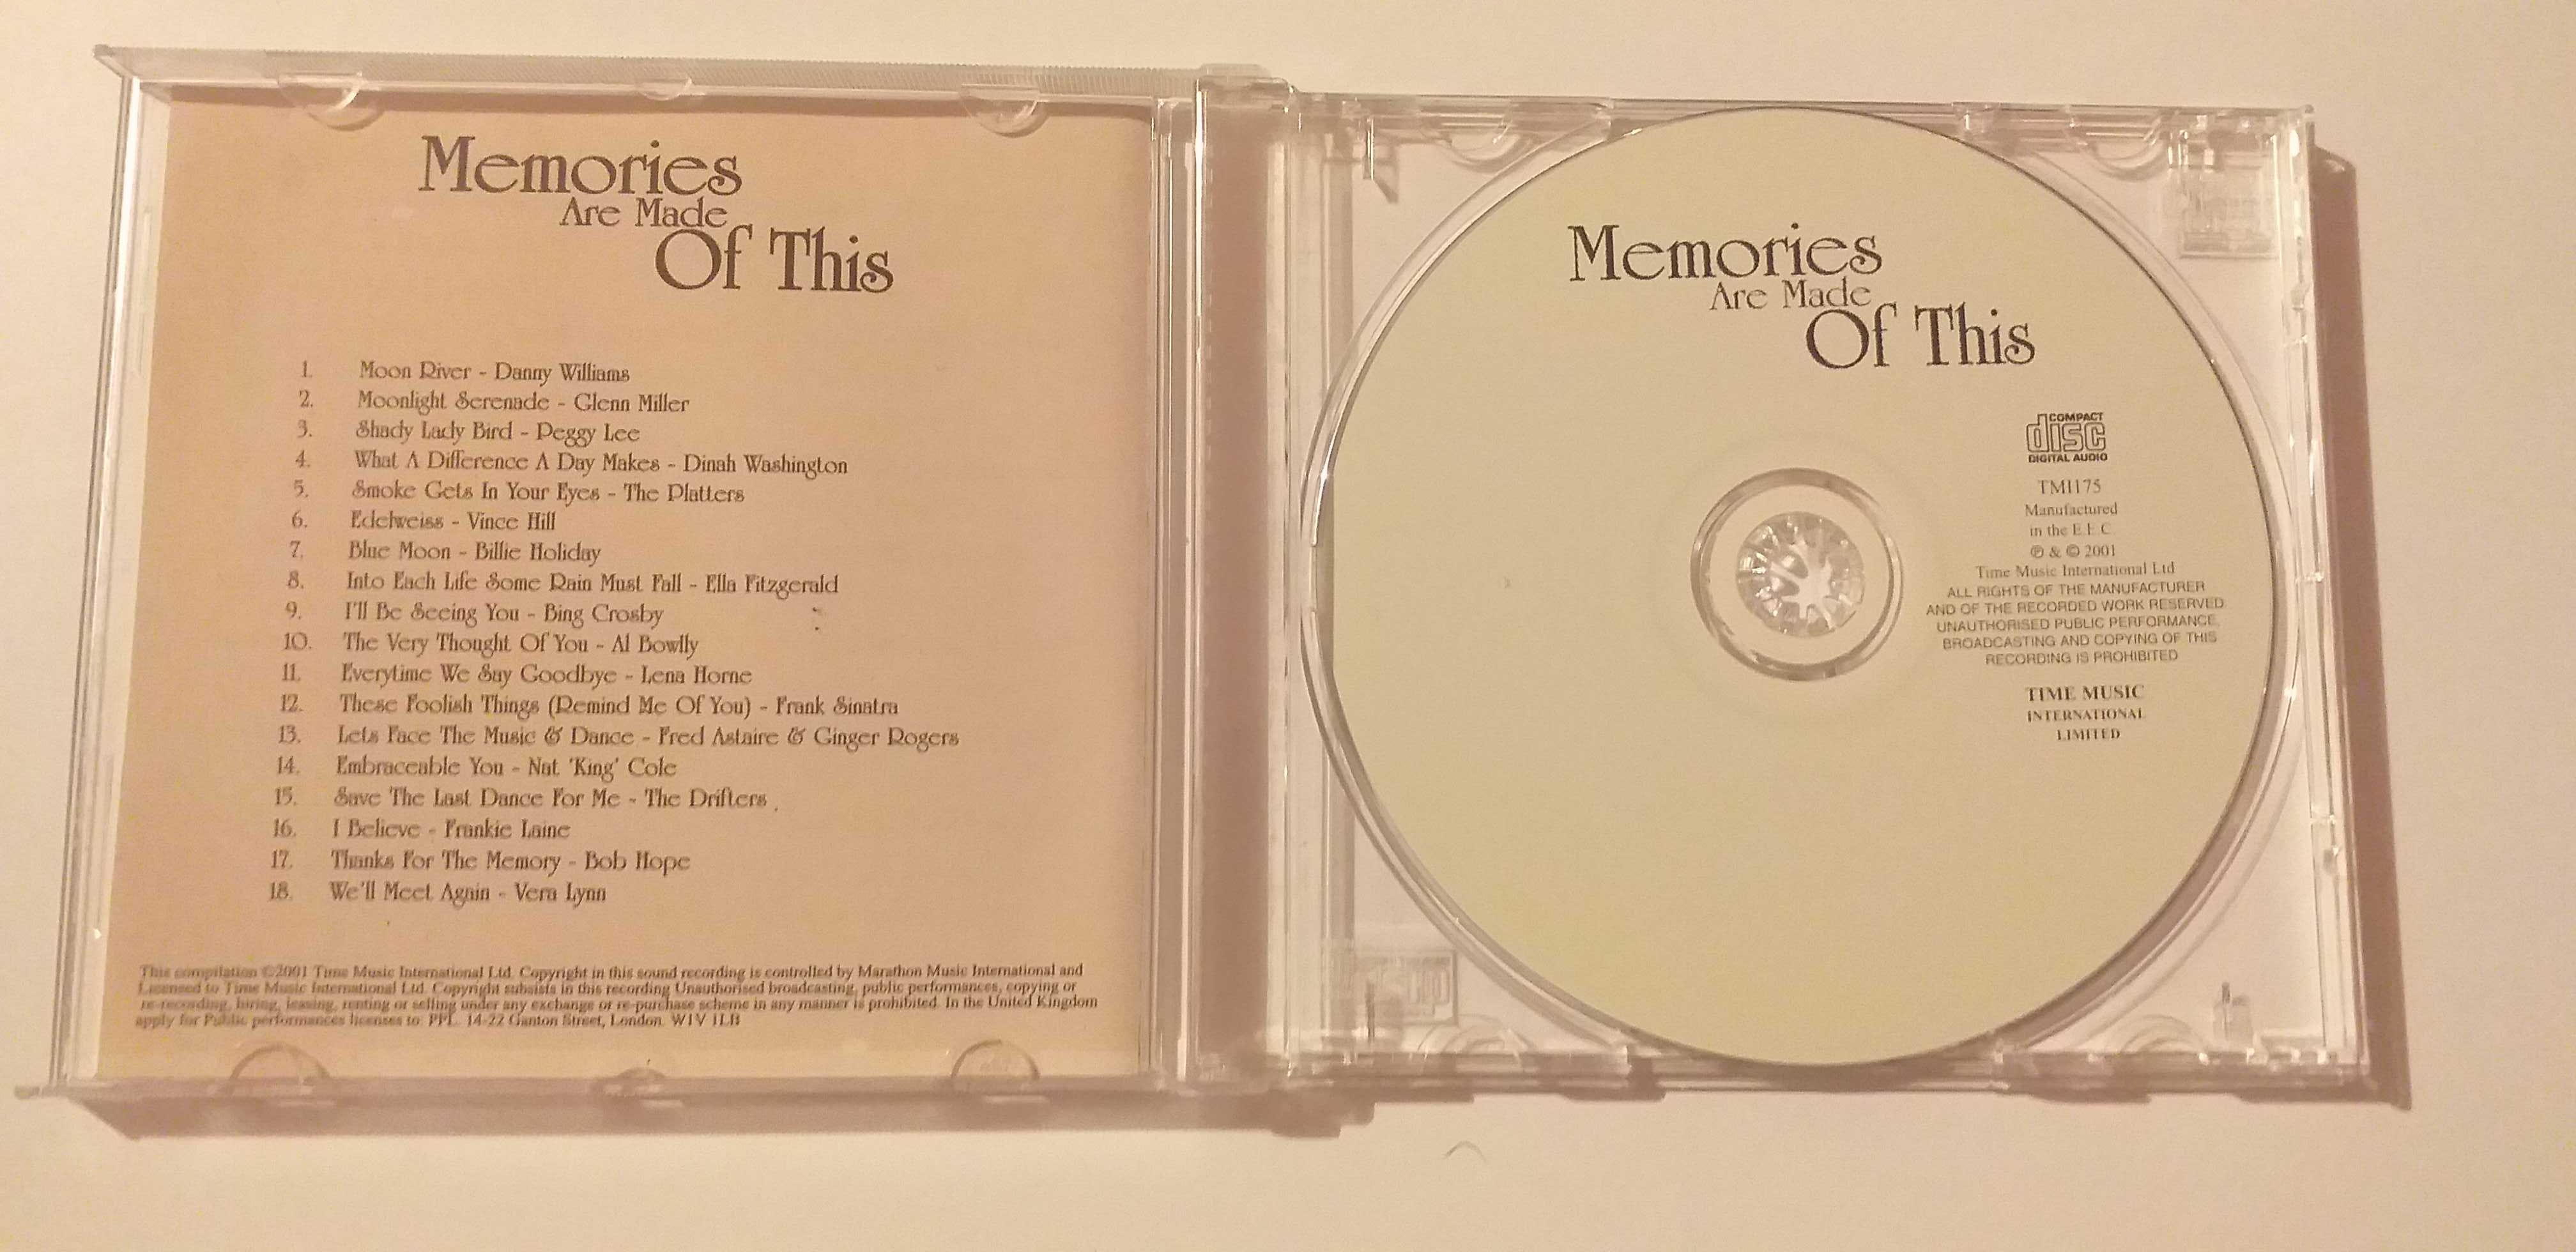 Memories
Are Made
Of This
1. Moon River - Danny Williams
2. Moonlight Serenade - Glenn Miller
3. Shady Lady Bird - Peggy Lee
4. What A Difference A Day Makes - Dinah Washington
5. Smoke Gets In Your Eyes - The Platters
6. Edelweiss - Vince Hill
7. Blue Moon - Billie Holiday
8. Into Each Life Some Rain Must Fall - Ella Fitzgerald
9. I'll Be Seeing You - Bing Crosby
10. The Very Thought Of You - Al Bowlly
11. Everytime We Say Goodbye - Lena Horne
12. These Foolish Things (Remind Me Of You) - Frank Sinatra
13. Lets Face The Music & Dance - Fred Astaire & Ginger Rogers
14. Embraceable You - Nat 'King' Cole
15. Save The Last Dance For Me - The Drifters
16. I Believe - Frankie Laine
17. Thanks For The Memory - Bob Hope
18. We'll Meet Again - Vera Lynn
This compilation ©2001 Time Music International Ltd. Copyright in this sound recording is controlled by Marathon Music International and
Licensed to Time Music International Ltd. Copyright subsists in this recording Unauthorised broadcasting, public performances, copying or
re-recording, hiring, leasing, renting or selling under any exchange or re-purchase scheme in any manner is prohibited. In the United Kingdom
apply for Public performances licenses to: PPL. 14-22 Ganton Street, London. W1V 1LB
Memories
Are Made
Of This
COMPACT
disc
DIGITAL AUDIO
TMI175
Manufactured
in the E E C
℗ & © 2001
Time Music International Ltd
ALL RIGHTS OF THE MANUFACTURER
AND OF THE RECORDED WORK RESERVED
UNAUTHORISED PUBLIC PERFORMANCE,
BROADCASTING AND COPYING OF THIS
RECORDING IS PROHIBITED
TIME MUSIC
INTERNATIONAL
LIMITED